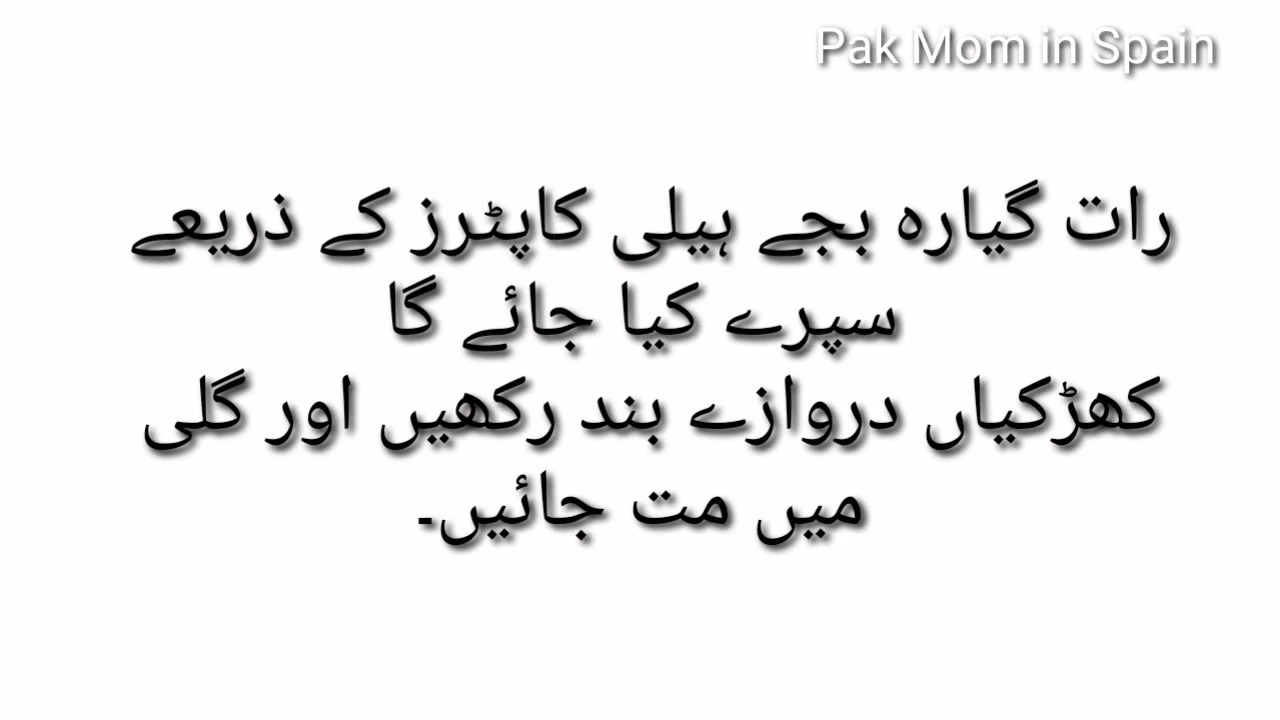 Pak Mom in Spain
رات گیارہ بجے ہیلی کاپٹرز کے ذریعے
سپرے کیا جائے گا
کھڑکیاں دروازے بند رکھیں اور گلی
میں مت جائیں۔